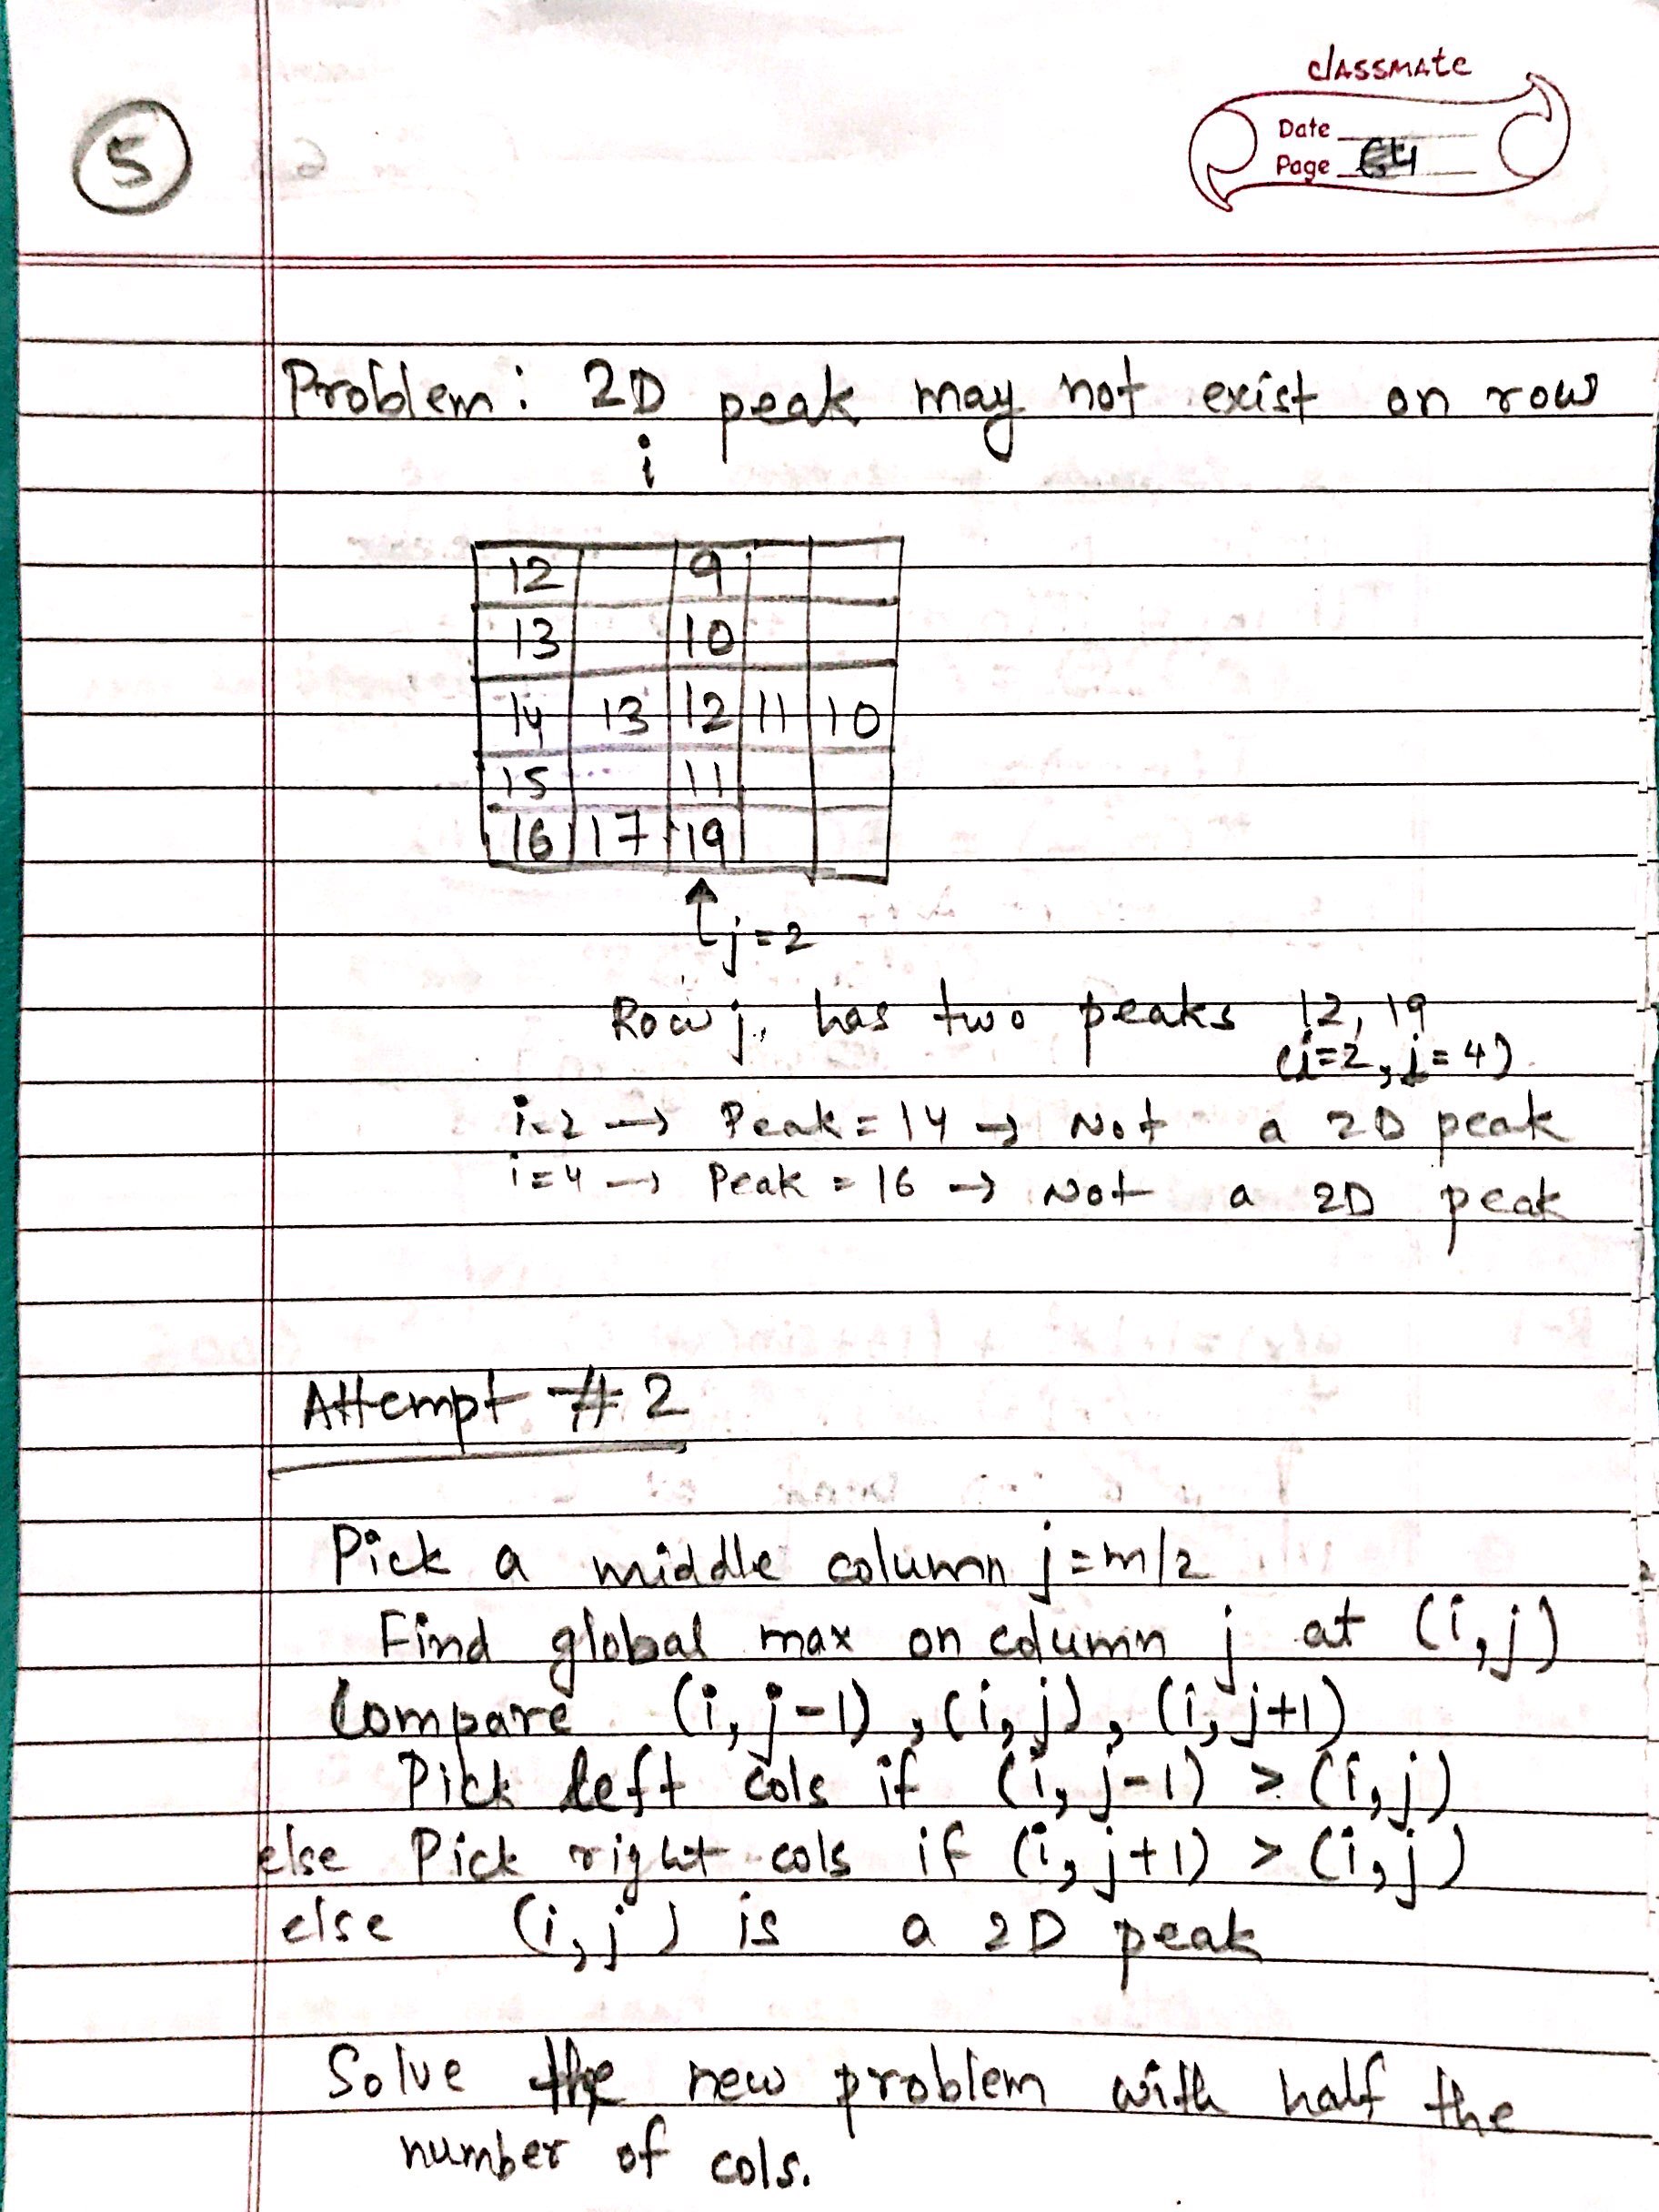 classmate
5
Date
Page
Problem: 2D peak may not exist on row
i
12 9
13 10
14 13 12 11 10
15 11
16 17 19
j=2
Row j, has two peaks 12, 19
(i=2, j=4)
i=2 → Peak = 14 → Not a 2D peak
i=4 → Peak = 16 → Not a 2D peak
Attempt # 2
Pick a middle column j=m/2
Find global max on column j at (i,j)
Compare (i, j-1), (i,j), (i,j+1)
Pick left cols if (i, j-1) > (i,j)
else Pick right cols if (i, j+1) > (i,j)
else (i,j) is a 2D peak
Solve the new problem with half the
number of cols.